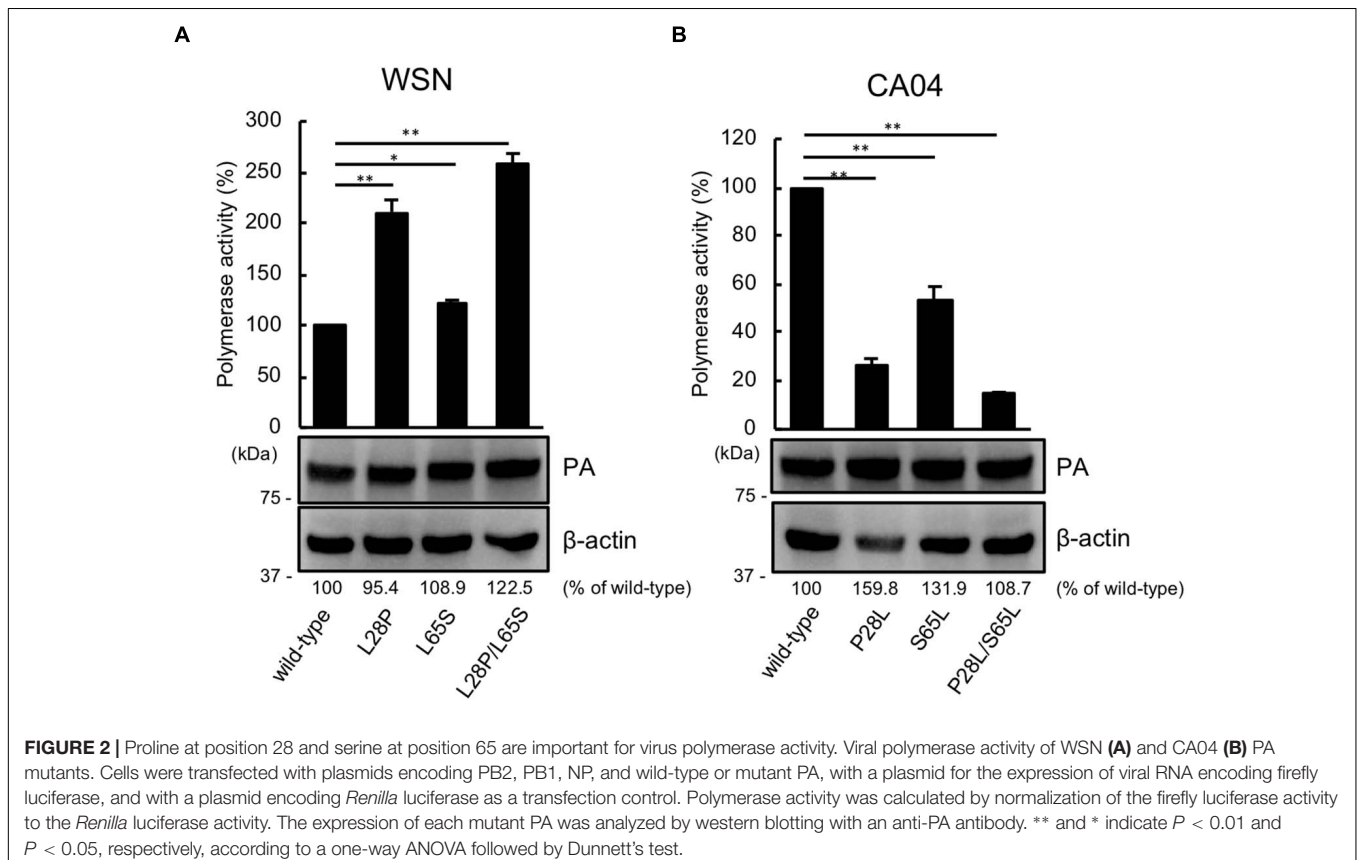 A
WSN
Polymerase activity (%)
300
250
200
150
100
50
0
**
*
**
(kDa)
75 -
37 -
PA
β-actin
100 95.4 108.9 122.5 (% of wild-type)
wild-type
L28P
L65S
L28P/L65S
B
CA04
Polymerase activity (%)
120
100
80
60
40
20
0
**
**
**
(kDa)
75 -
37 -
PA
β-actin
100 159.8 131.9 108.7 (% of wild-type)
wild-type
P28L
S65L
P28L/S65L
FIGURE 2 | Proline at position 28 and serine at position 65 are important for virus polymerase activity. Viral polymerase activity of WSN (A) and CA04 (B) PA
mutants. Cells were transfected with plasmids encoding PB2, PB1, NP, and wild-type or mutant PA, with a plasmid for the expression of viral RNA encoding firefly
luciferase, and with a plasmid encoding Renilla luciferase as a transfection control. Polymerase activity was calculated by normalization of the firefly luciferase activity
to the Renilla luciferase activity. The expression of each mutant PA was analyzed by western blotting with an anti-PA antibody. ** and * indicate P < 0.01 and
P < 0.05, respectively, according to a one-way ANOVA followed by Dunnett's test.